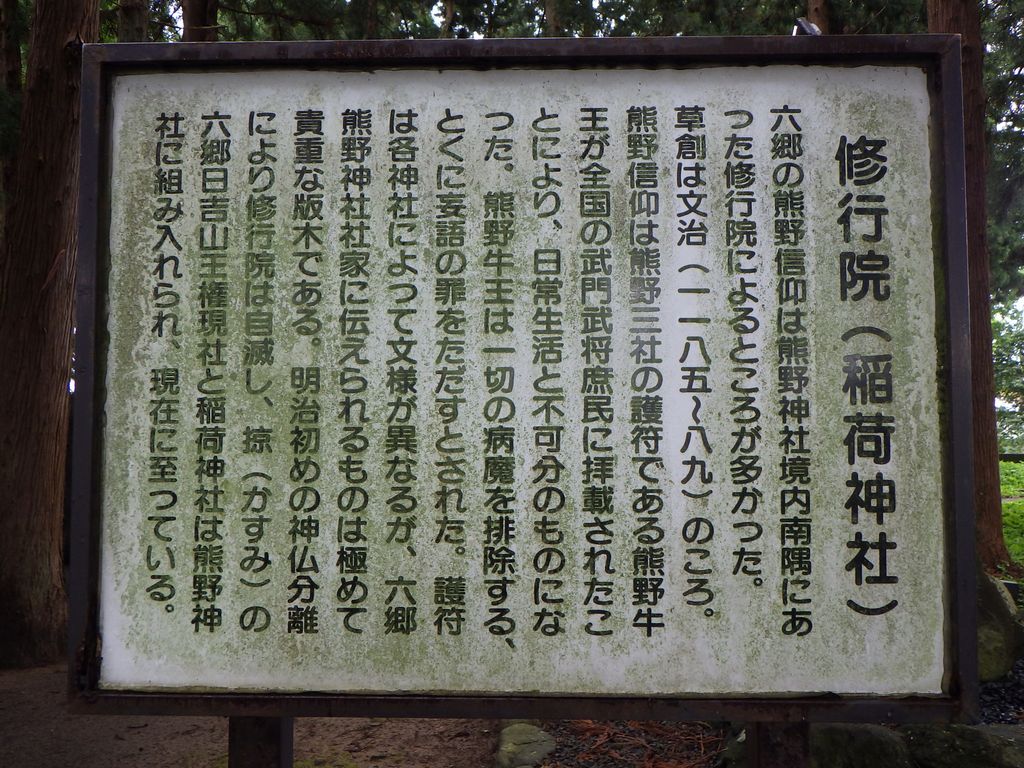 修行院（稲荷神社）
六郷の熊野信仰は熊野神社境内南隅にあ
つた修行院によるところが多かった。
草創は文治（一一八五〜八九）のころ。
熊野信仰は熊野三社の護符である熊野牛
王が全国の武門武将庶民に拝載されたこ
とにより、日常生活と不可分のものにな
つた。熊野牛王は一切の病魔を排除する、
とくに妄語の罪をただすとされた。護符
は各神社によつて文様が異なるが、六郷
熊野神社社家に伝えられるものは極めて
貴重な版木である。明治初めの神仏分離
により修行院は自滅し、掠（かすみ）の
六郷日吉山王権現社と稲荷神社は熊野神
社に組み入れられ、現在に至つている。